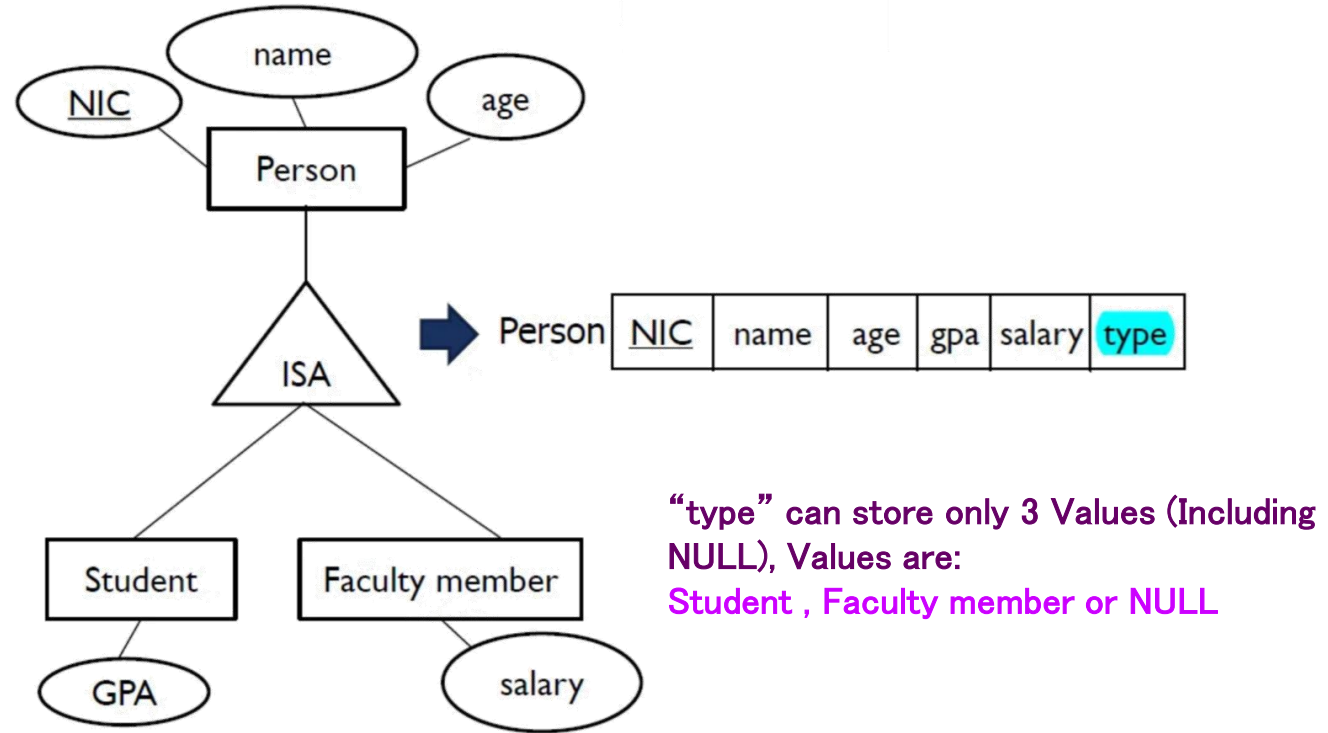 name
NIC
age
Person
ISA
Person NIC name age gpa salary type
“type” can store only 3 Values (Including
NULL), Values are:
Student , Faculty member or NULL
Student
Faculty member
GPA
salary